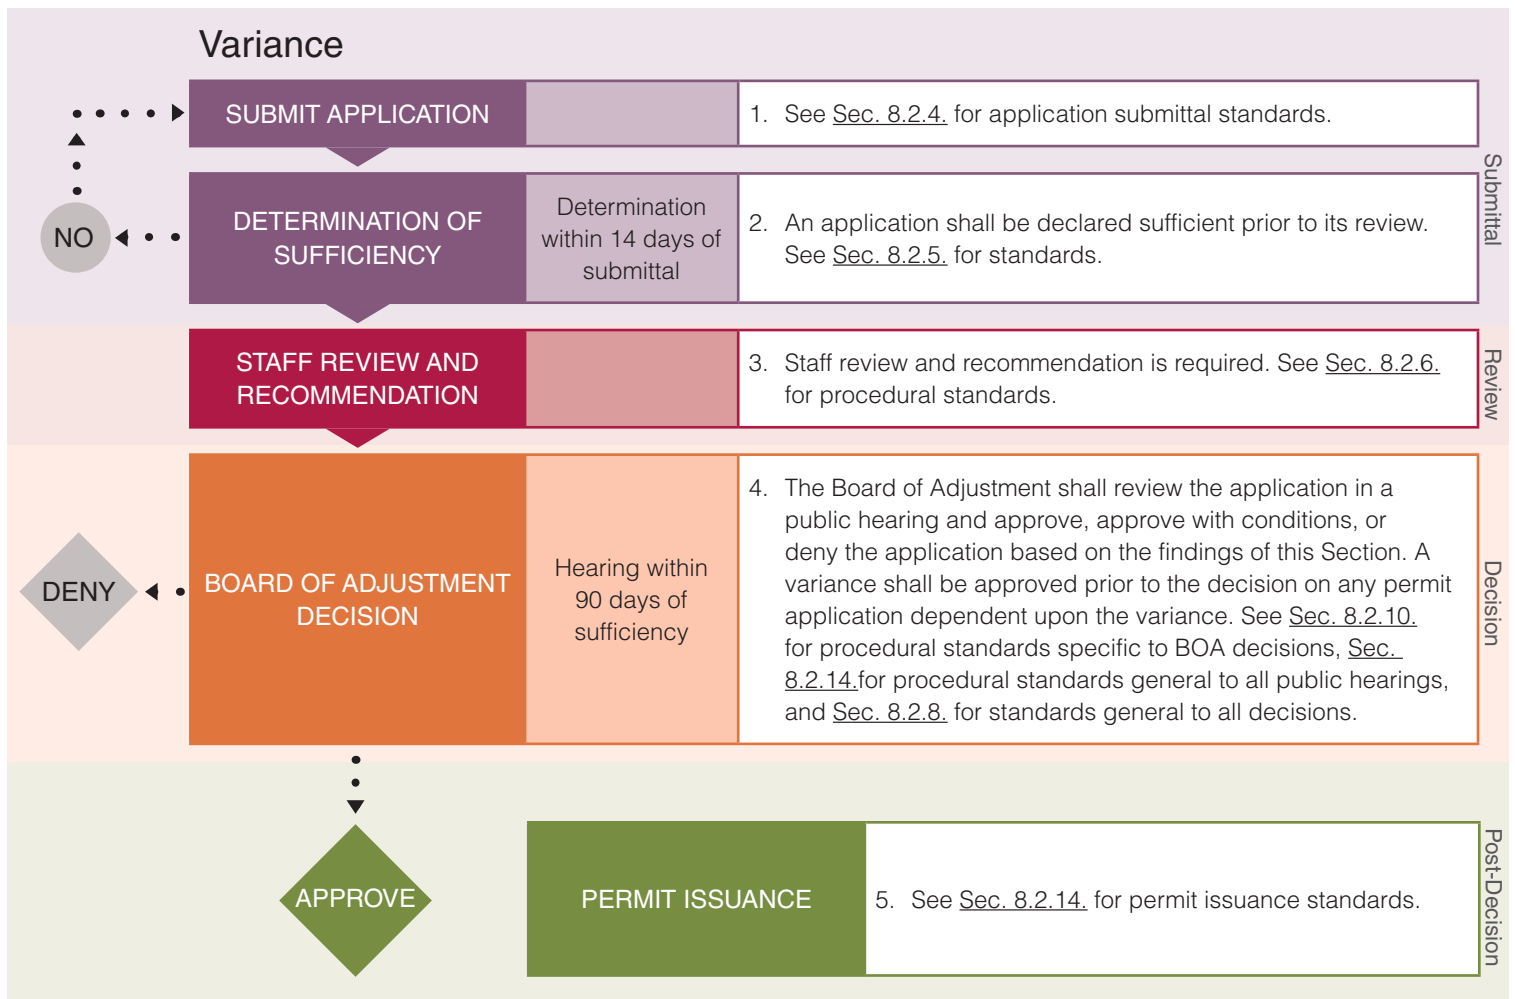 Variance
SUBMIT APPLICATION
1. See Sec. 8.2.4. for application submittal standards.
Submittal
NO
DETERMINATION OF
SUFFICIENCY
Determination
within 14 days of
submittal
2. An application shall be declared sufficient prior to its review.
See Sec. 8.2.5. for standards.
STAFF REVIEW AND
RECOMMENDATION
3. Staff review and recommendation is required. See Sec. 8.2.6.
for procedural standards.
Review
DENY
BOARD OF ADJUSTMENT
DECISION
Hearing within
90 days of
sufficiency
4. The Board of Adjustment shall review the application in a
public hearing and approve, approve with conditions, or
deny the application based on the findings of this Section. A
variance shall be approved prior to the decision on any permit
application dependent upon the variance. See Sec. 8.2.10.
for procedural standards specific to BOA decisions, Sec.
8.2.14.for procedural standards general to all public hearings,
and Sec. 8.2.8. for standards general to all decisions.
Decision
APPROVE
PERMIT ISSUANCE
5. See Sec. 8.2.14. for permit issuance standards.
Post-Decision